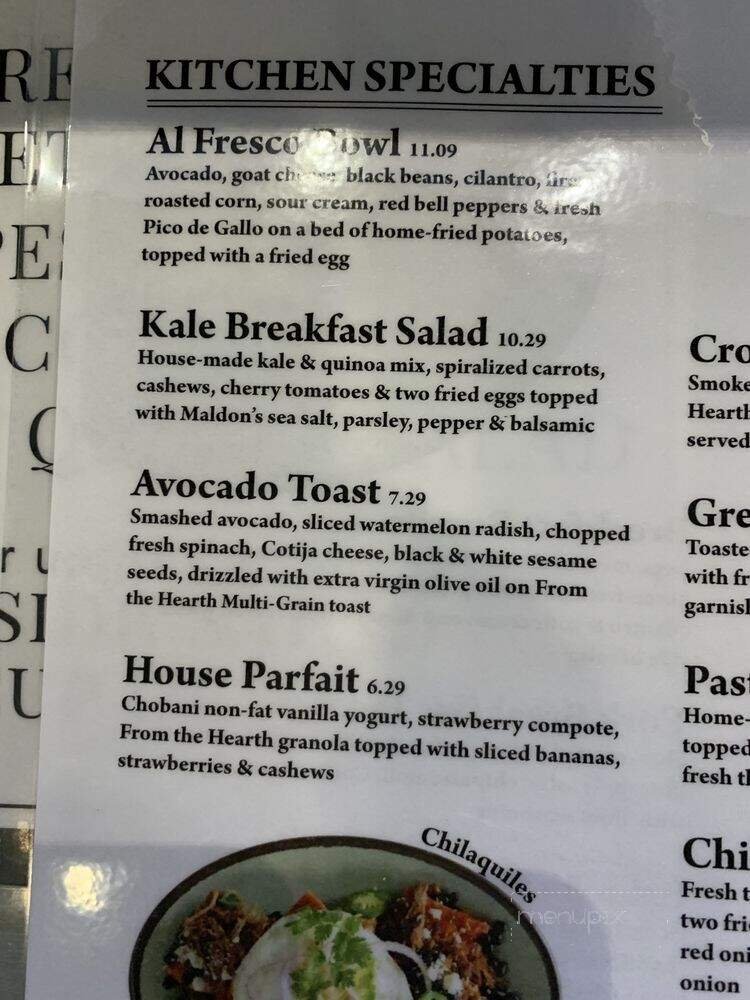 KITCHEN SPECIALTIES
Al Fresco Bowl 11.09
Avocado, goat cheese, black beans, cilantro, fire
roasted corn, sour cream, red bell peppers & fresh
Pico de Gallo on a bed of home-fried potatoes,
topped with a fried egg
Kale Breakfast Salad 10.29
House-made kale & quinoa mix, spiralized carrots,
cashews, cherry tomatoes & two fried eggs topped
with Maldon's sea salt, parsley, pepper & balsamic
Avocado Toast 7.29
Smashed avocado, sliced watermelon radish, chopped
fresh spinach, Cotija cheese, black & white sesame
seeds, drizzled with extra virgin olive oil on From
the Hearth Multi-Grain toast
House Parfait 6.29
Chobani non-fat vanilla yogurt, strawberry compote,
From the Hearth granola topped with sliced bananas,
strawberries & cashews
Chilaquiles
Cro
Smoke
Hearth
served
Gre
Toaste
with fr
garnish
Past
Home-
topped
fresh th
Chi
Fresh t
two frie
red oni
onion
menupix